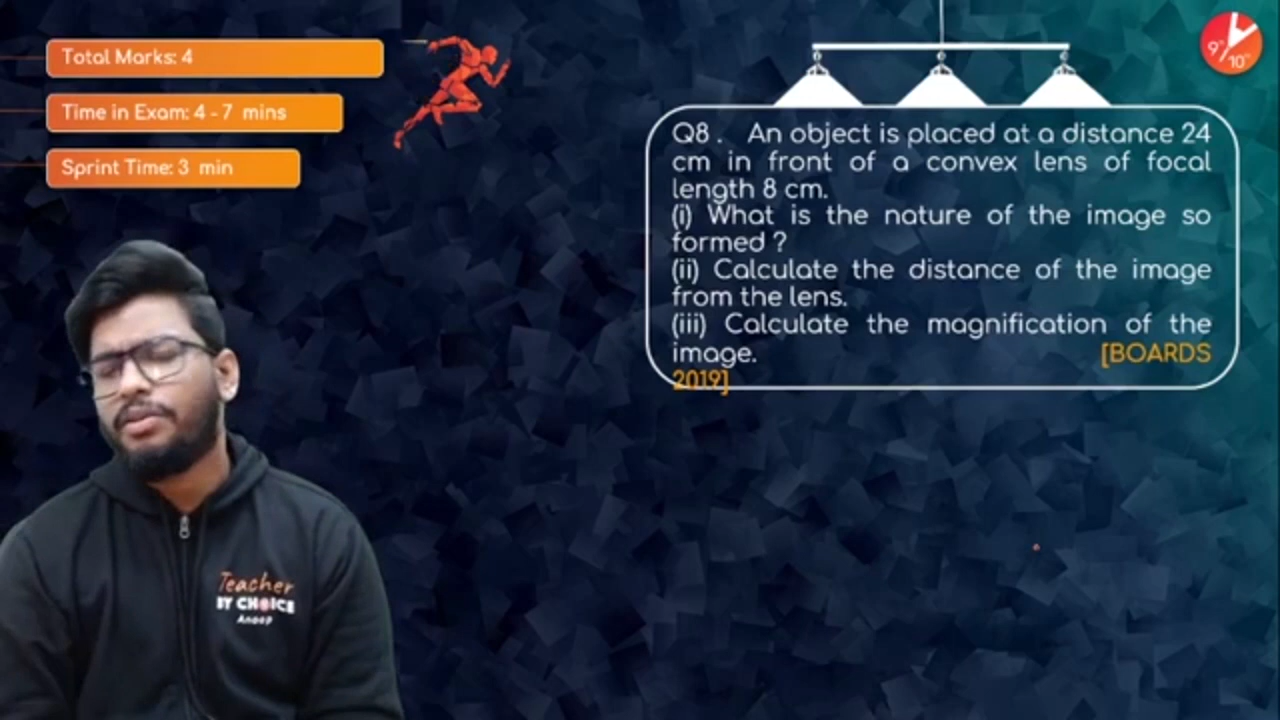 Total Marks: 4
Time in Exam: 4 - 7 mins
Sprint Time: 3 min
9th
10th
Q8 . An object is placed at a distance 24
cm in front of a convex lens of focal
length 8 cm.
(i) What is the nature of the image so
formed ?
(ii) Calculate the distance of the image
from the lens.
(iii) Calculate the magnification of the
image. [BOARDS
2019]
Teacher
BY CHOICE
Anoop